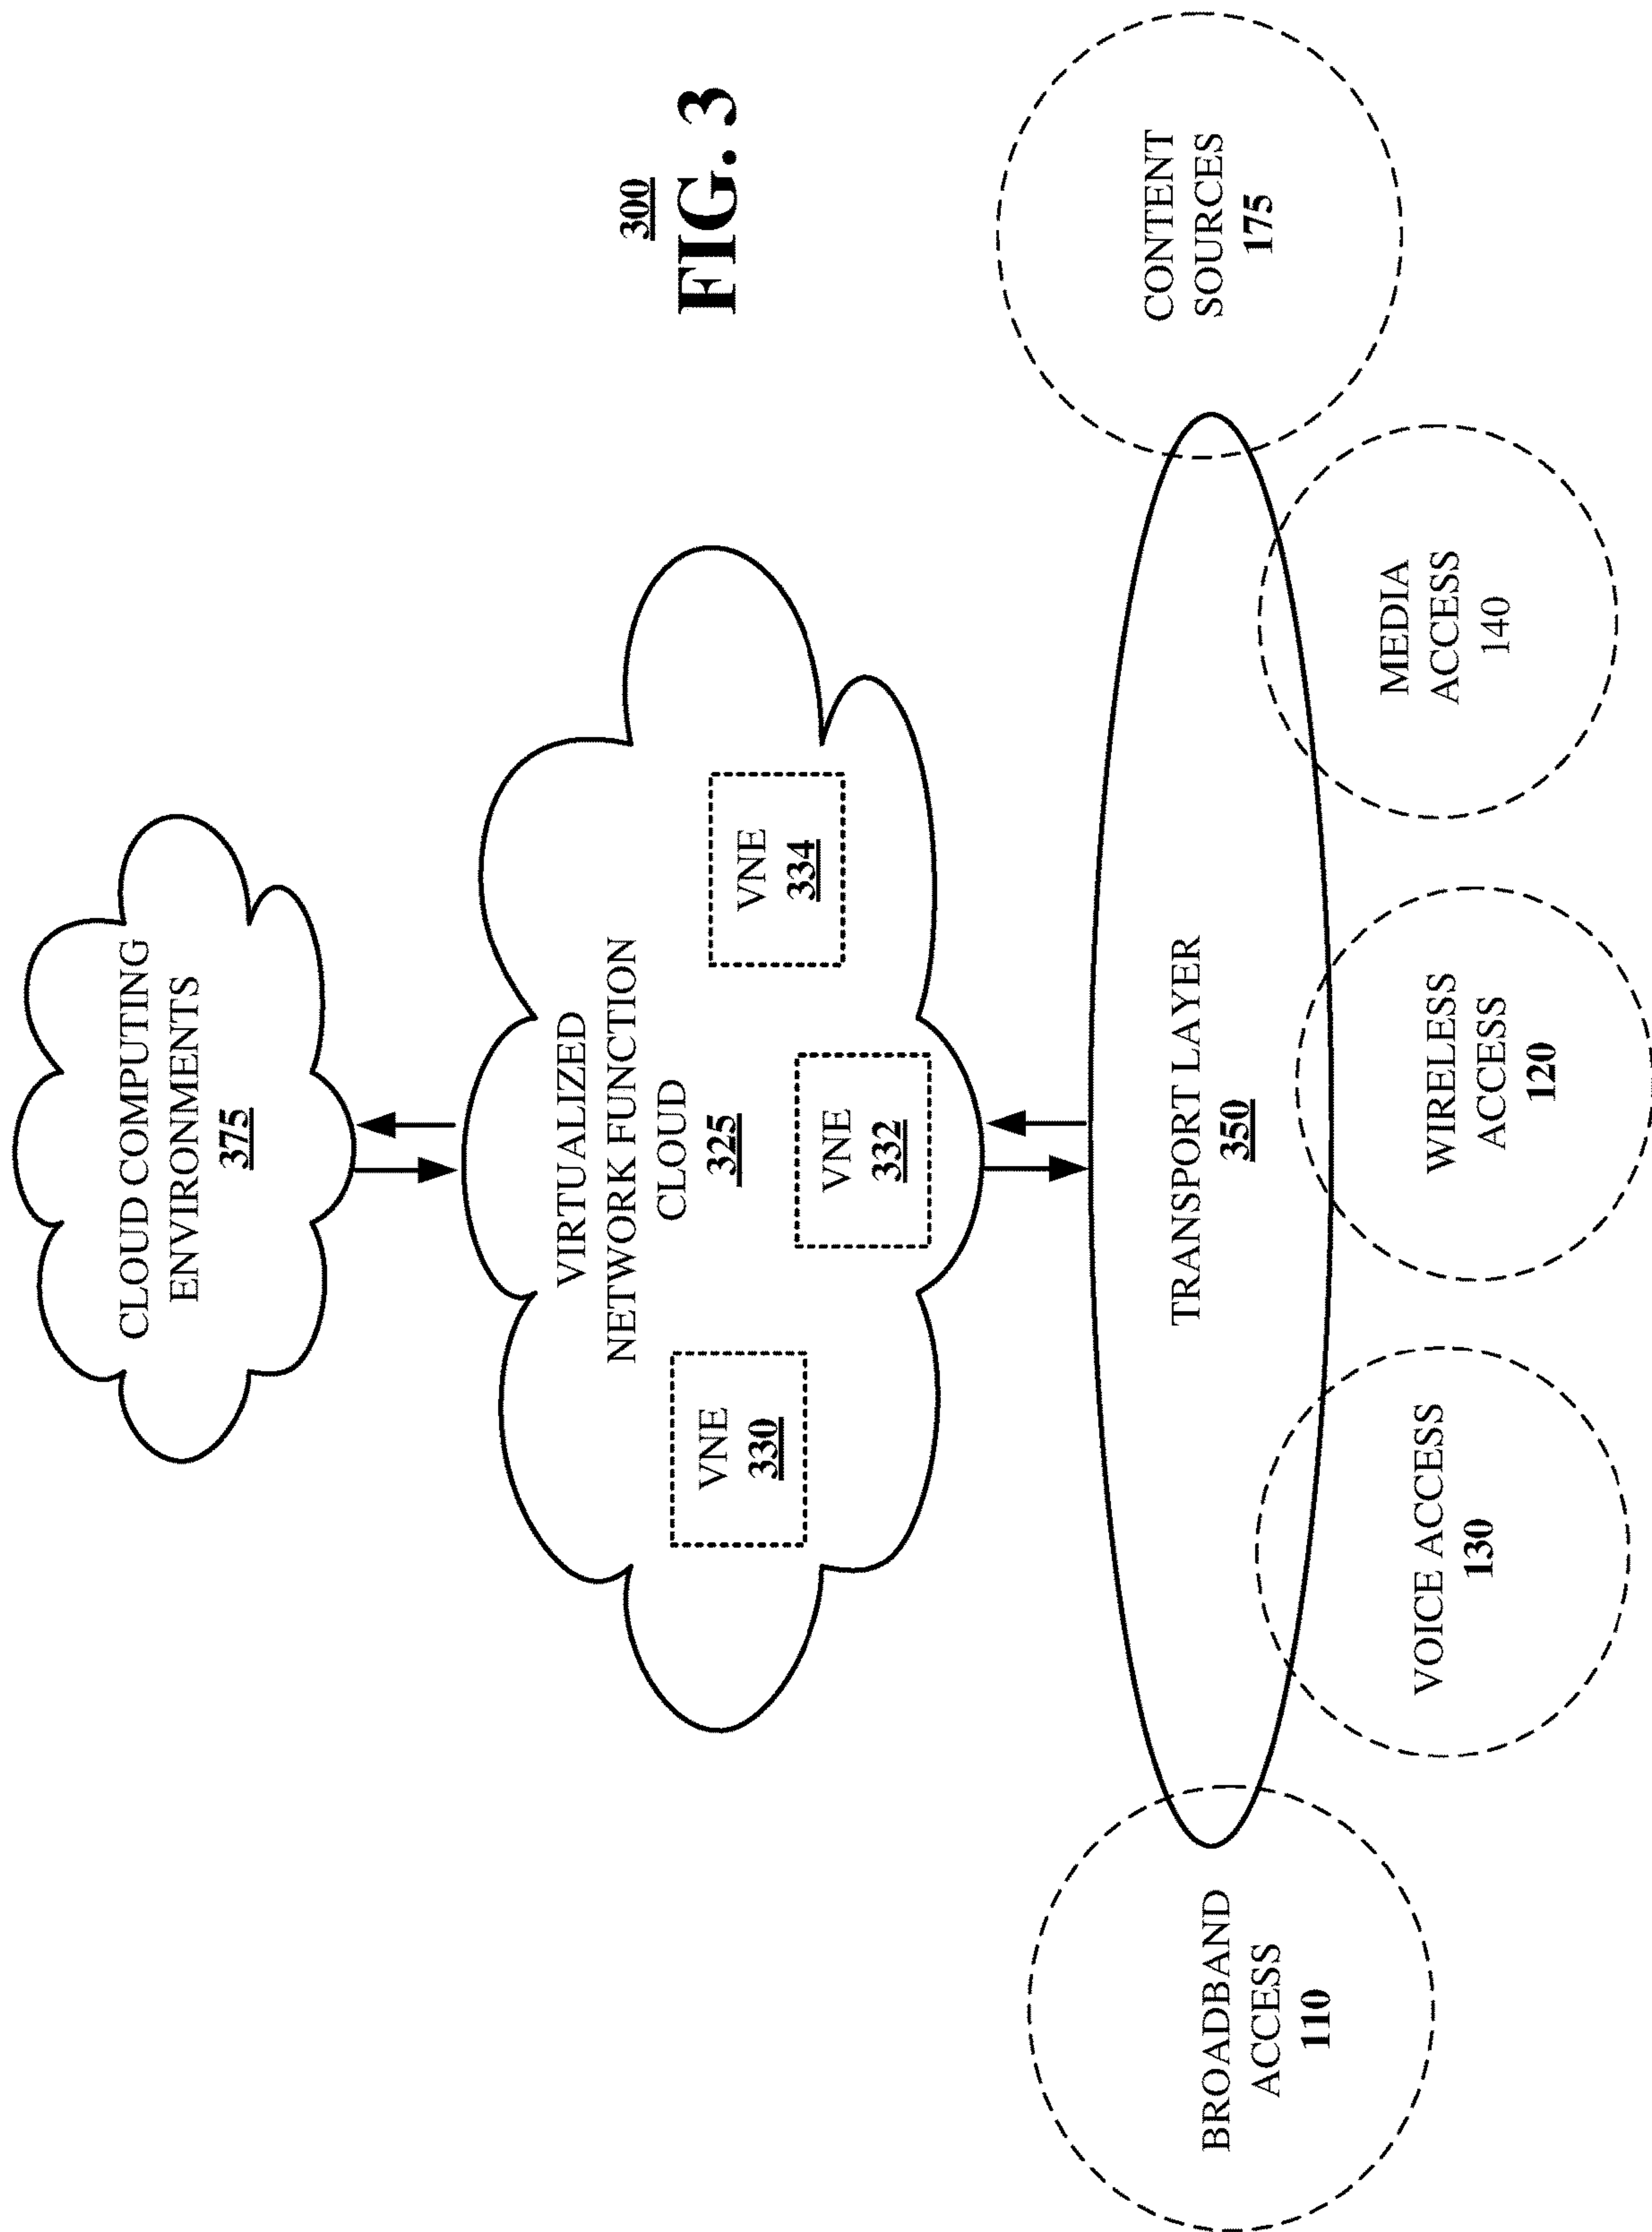 CLOUD COMPUTING
ENVIRONMENTS
375
VIRTUALIZED
NETWORK FUNCTION
CLOUD
325
VNE
330
VNE
332
VNE
334
300
FIG. 3
TRANSPORT LAYER
350
BROADBAND
ACCESS
110
VOICE ACCESS
130
WIRELESS
ACCESS
120
MEDIA
ACCESS
140
CONTENT
SOURCES
175